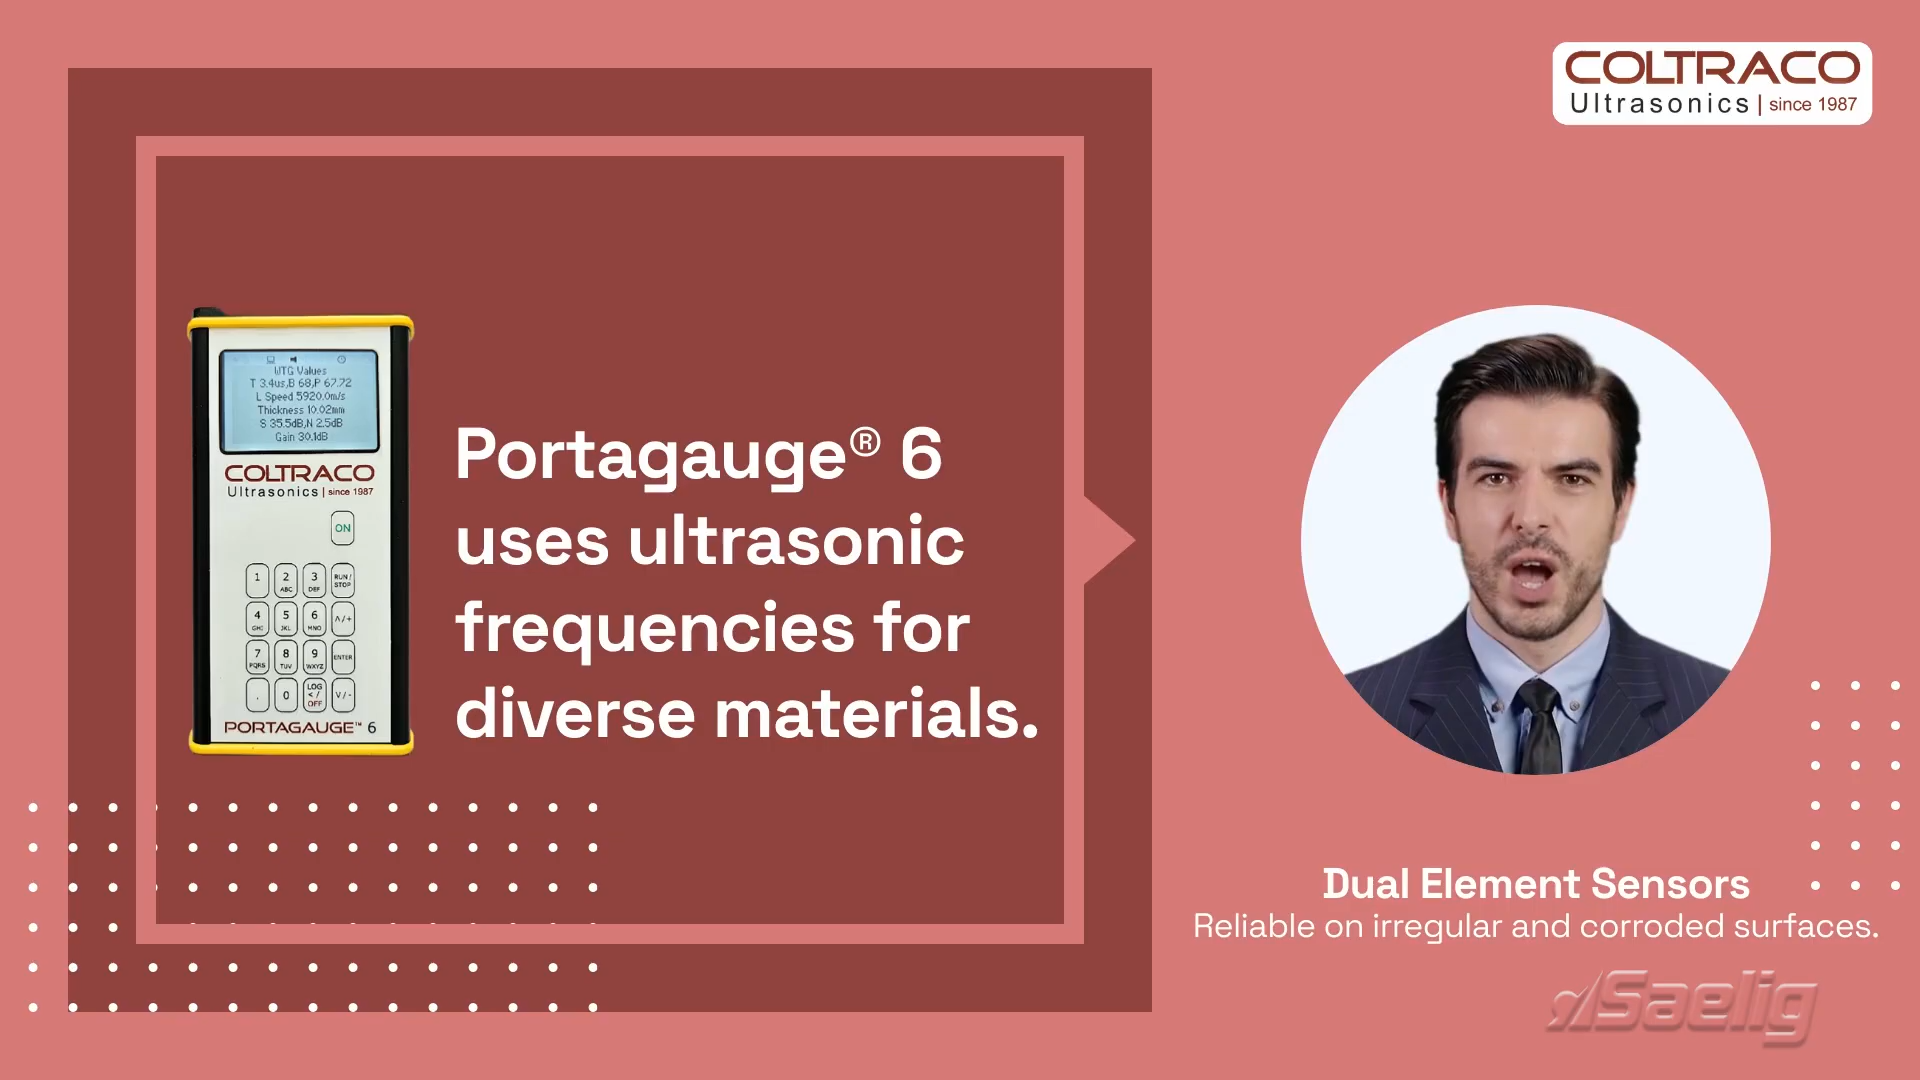 COLTRACO
Ultrasonics | since 1987
WTG Values
T 3.4us,B 68,P 67.72
L Speed 5920.0m/s
Thickness 10.02mm
S 35.5dB,N 2.5dB
Gain 30.1dB
COLTRACO
Ultrasonics | since 1987
ON
1 2 ABC 3 DEF RUN/ STOP
4 GHI 5 JKL 6 MNO ∧/+
7 PQRS 8 TUV 9 WXYZ ENTER
. 0 LOG </ OFF ∨/-
PORTAGAUGE™ 6
Portagauge® 6
uses ultrasonic
frequencies for
diverse materials.
Dual Element Sensors
Reliable on irregular and corroded surfaces.
Saelig